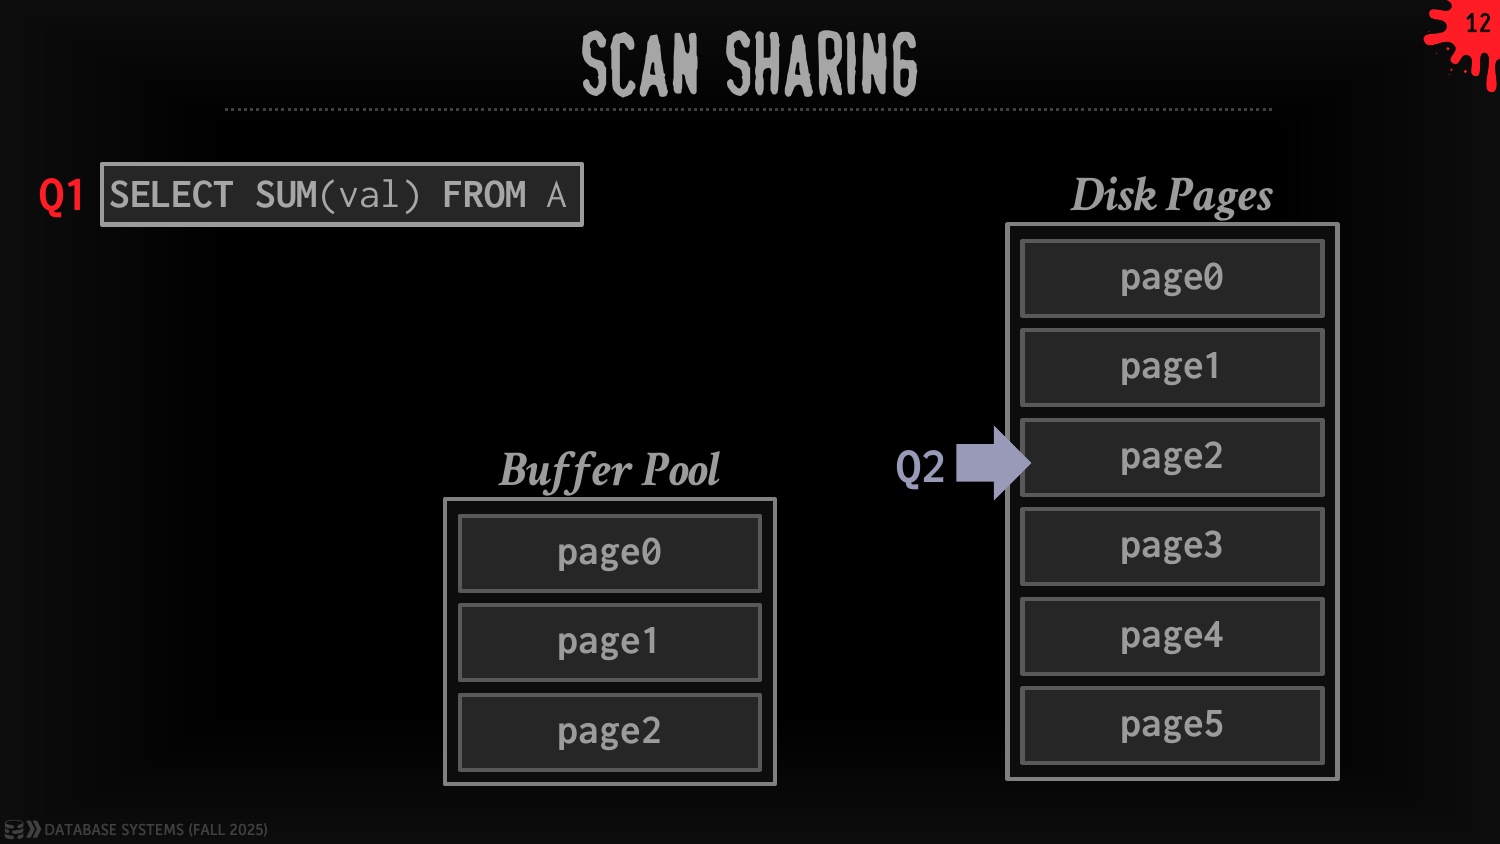 12
SCAN SHARING
Q1 SELECT SUM(val) FROM A
Disk Pages
page0
page1
Q2 page2
page3
page4
page5
Buffer Pool
page0
page1
page2
DATABASE SYSTEMS (FALL 2025)